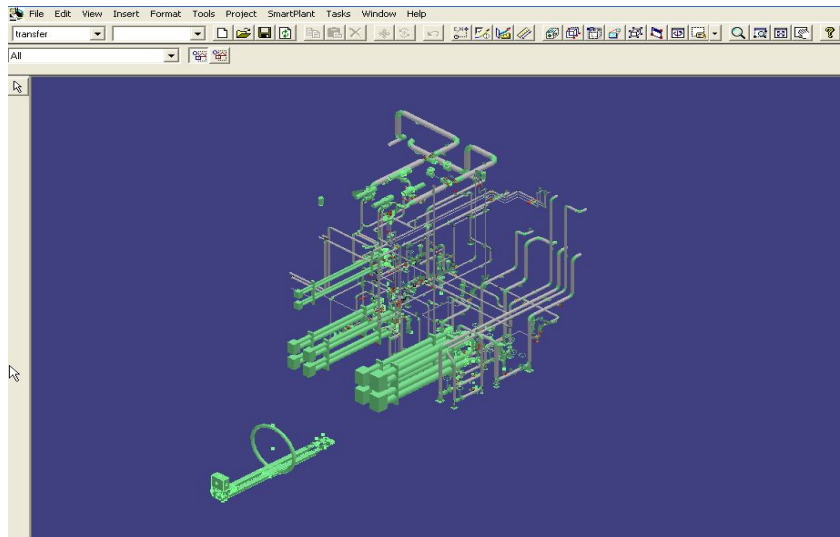 File Edit View Insert Format Tools Project SmartPlant Tasks Window Help
transfer
All